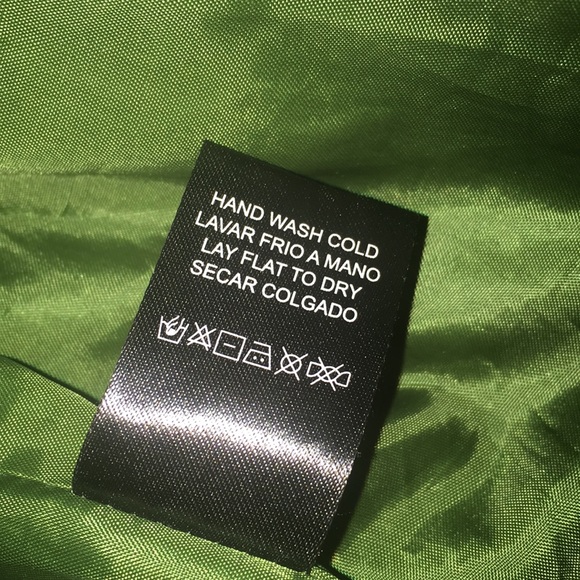 HAND WASH COLD
LAVAR FRIO A MANO
LAY FLAT TO DRY
SECAR COLGADO